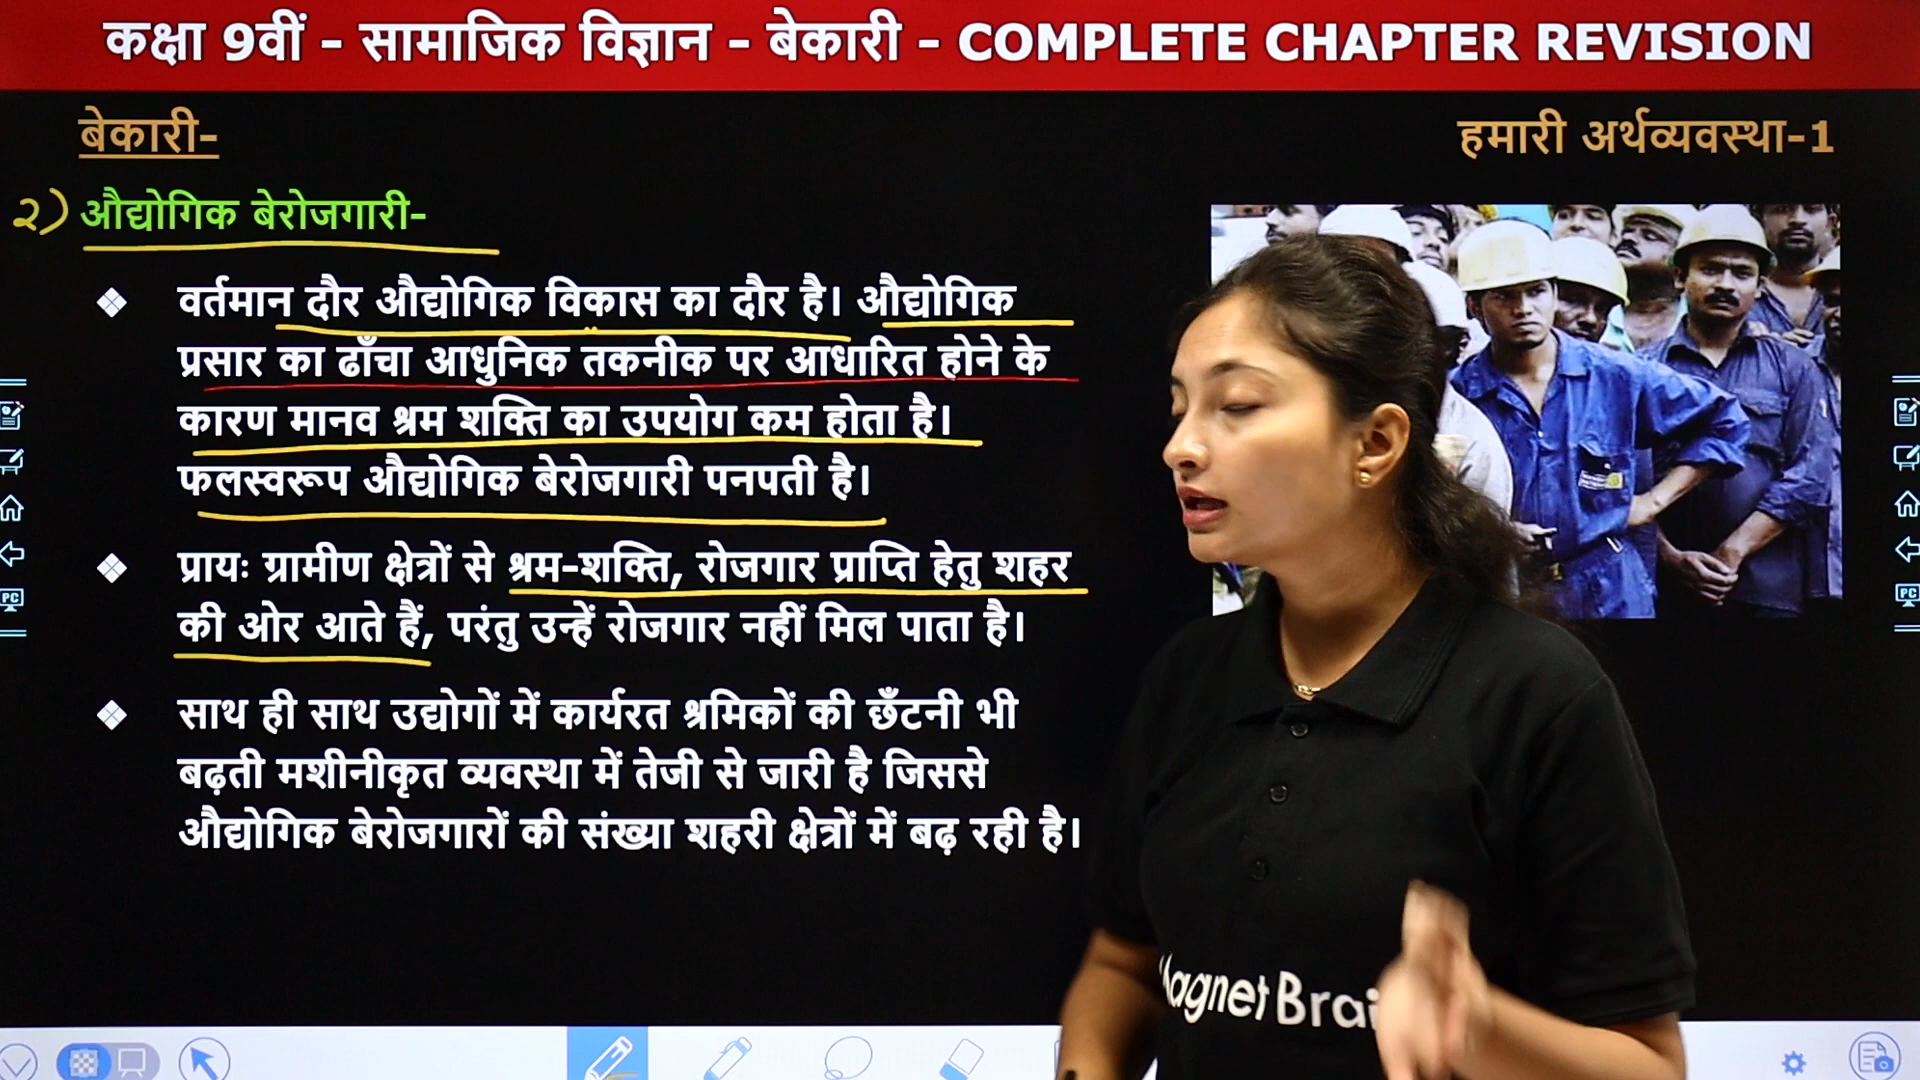 कक्षा 9वीं - सामाजिक विज्ञान - बेकारी - COMPLETE CHAPTER REVISION
बेकारी-
हमारी अर्थव्यवस्था-1
२) औद्योगिक बेरोजगारी-
❖ वर्तमान दौर औद्योगिक विकास का दौर है। औद्योगिक
प्रसार का ढाँचा आधुनिक तकनीक पर आधारित होने के
कारण मानव श्रम शक्ति का उपयोग कम होता है।
फलस्वरूप औद्योगिक बेरोजगारी पनपती है।
❖ प्रायः ग्रामीण क्षेत्रों से श्रम-शक्ति, रोजगार प्राप्ति हेतु शहर
की ओर आते हैं, परंतु उन्हें रोजगार नहीं मिल पाता है।
❖ साथ ही साथ उद्योगों में कार्यरत श्रमिकों की छँटनी भी
बढ़ती मशीनीकृत व्यवस्था में तेजी से जारी है जिससे
औद्योगिक बेरोजगारों की संख्या शहरी क्षेत्रों में बढ़ रही है।
PC
PC
agnet Brai